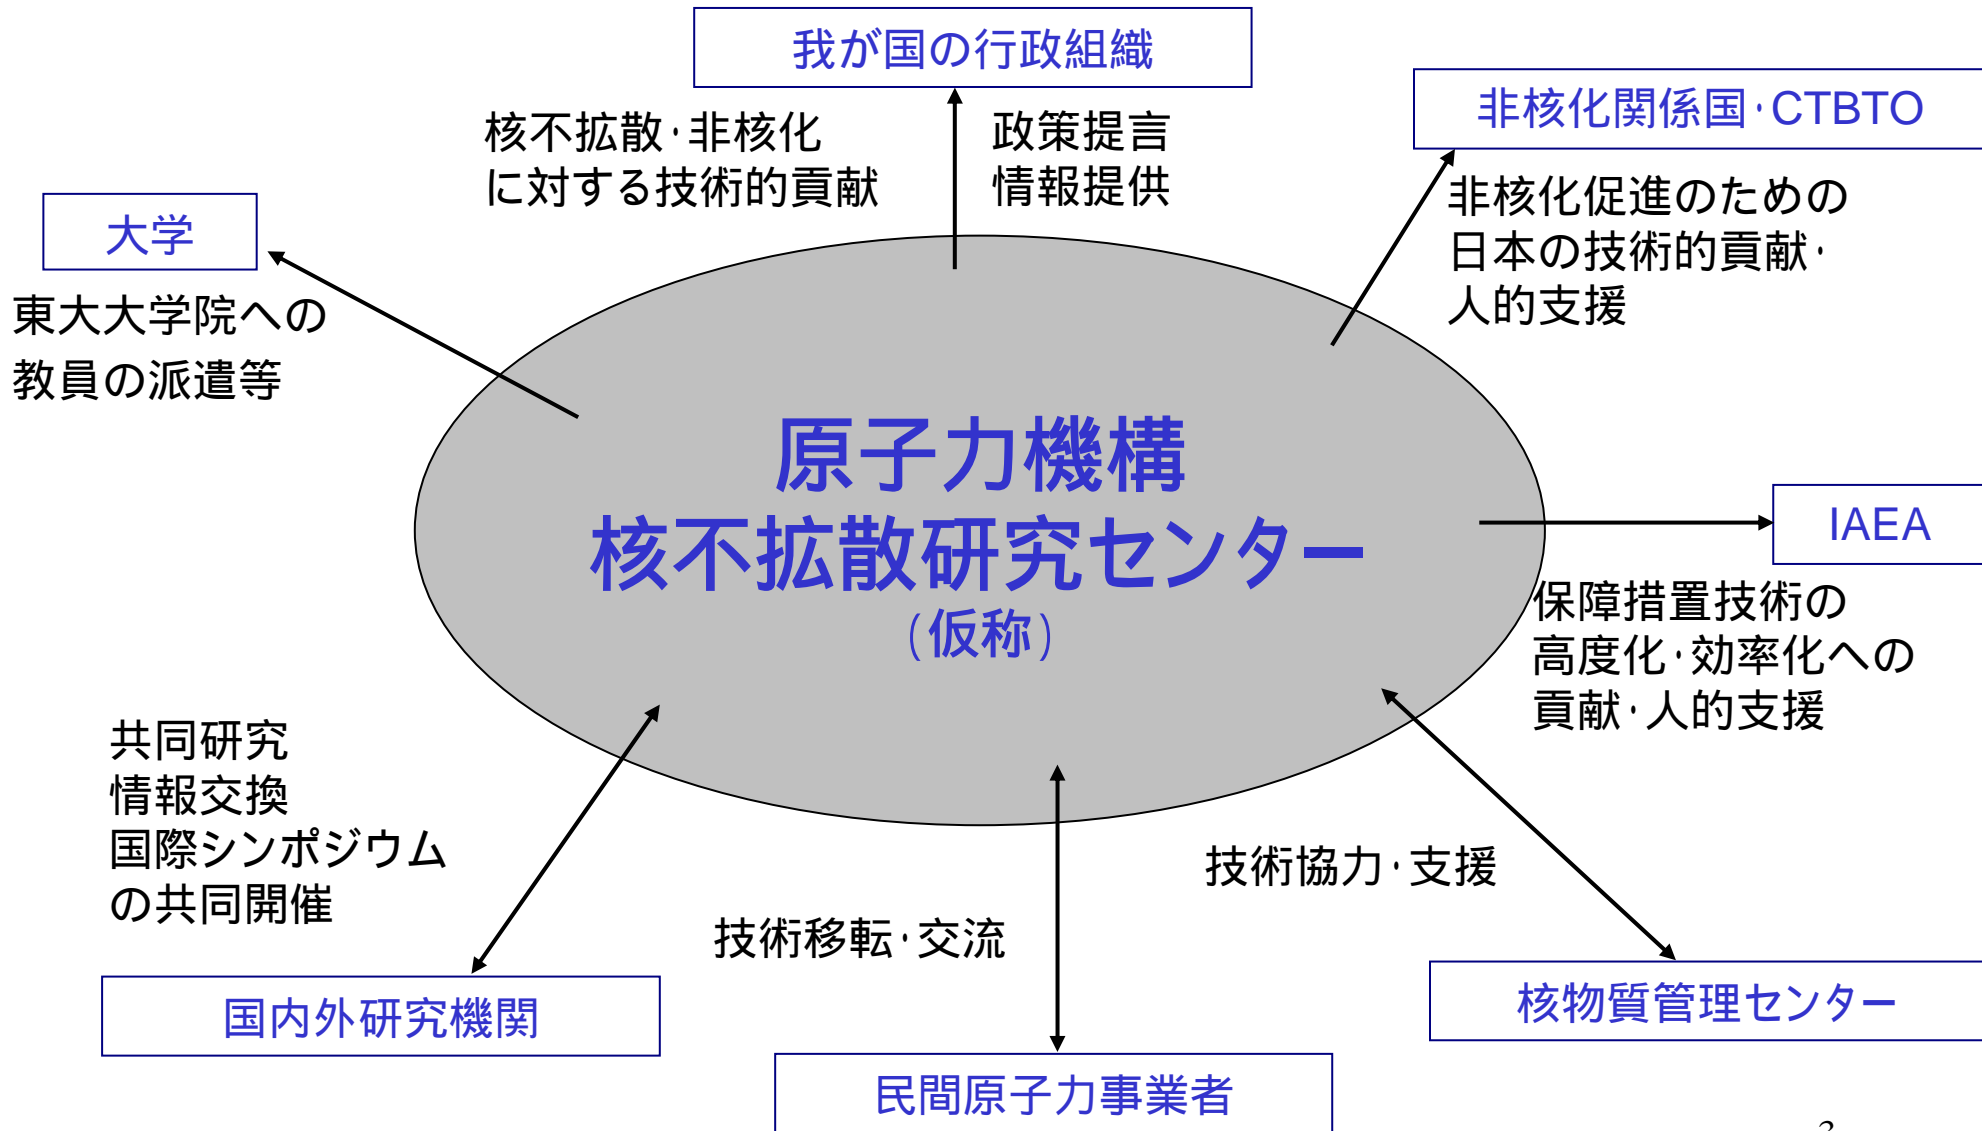 我が国の行政組織
非核化関係国・CTBTO
核不拡散・非核化
に対する技術的貢献
政策提言
情報提供
非核化促進のための
日本の技術的貢献・
人的支援
大学
東大大学院への
教員の派遣等
原子力機構
核不拡散研究センター
(仮称)
IAEA
保障措置技術の
高度化・効率化への
貢献・人的支援
共同研究
情報交換
国際シンポジウム
の共同開催
技術協力・支援
技術移転・交流
国内外研究機関
核物質管理センター
民間原子力事業者